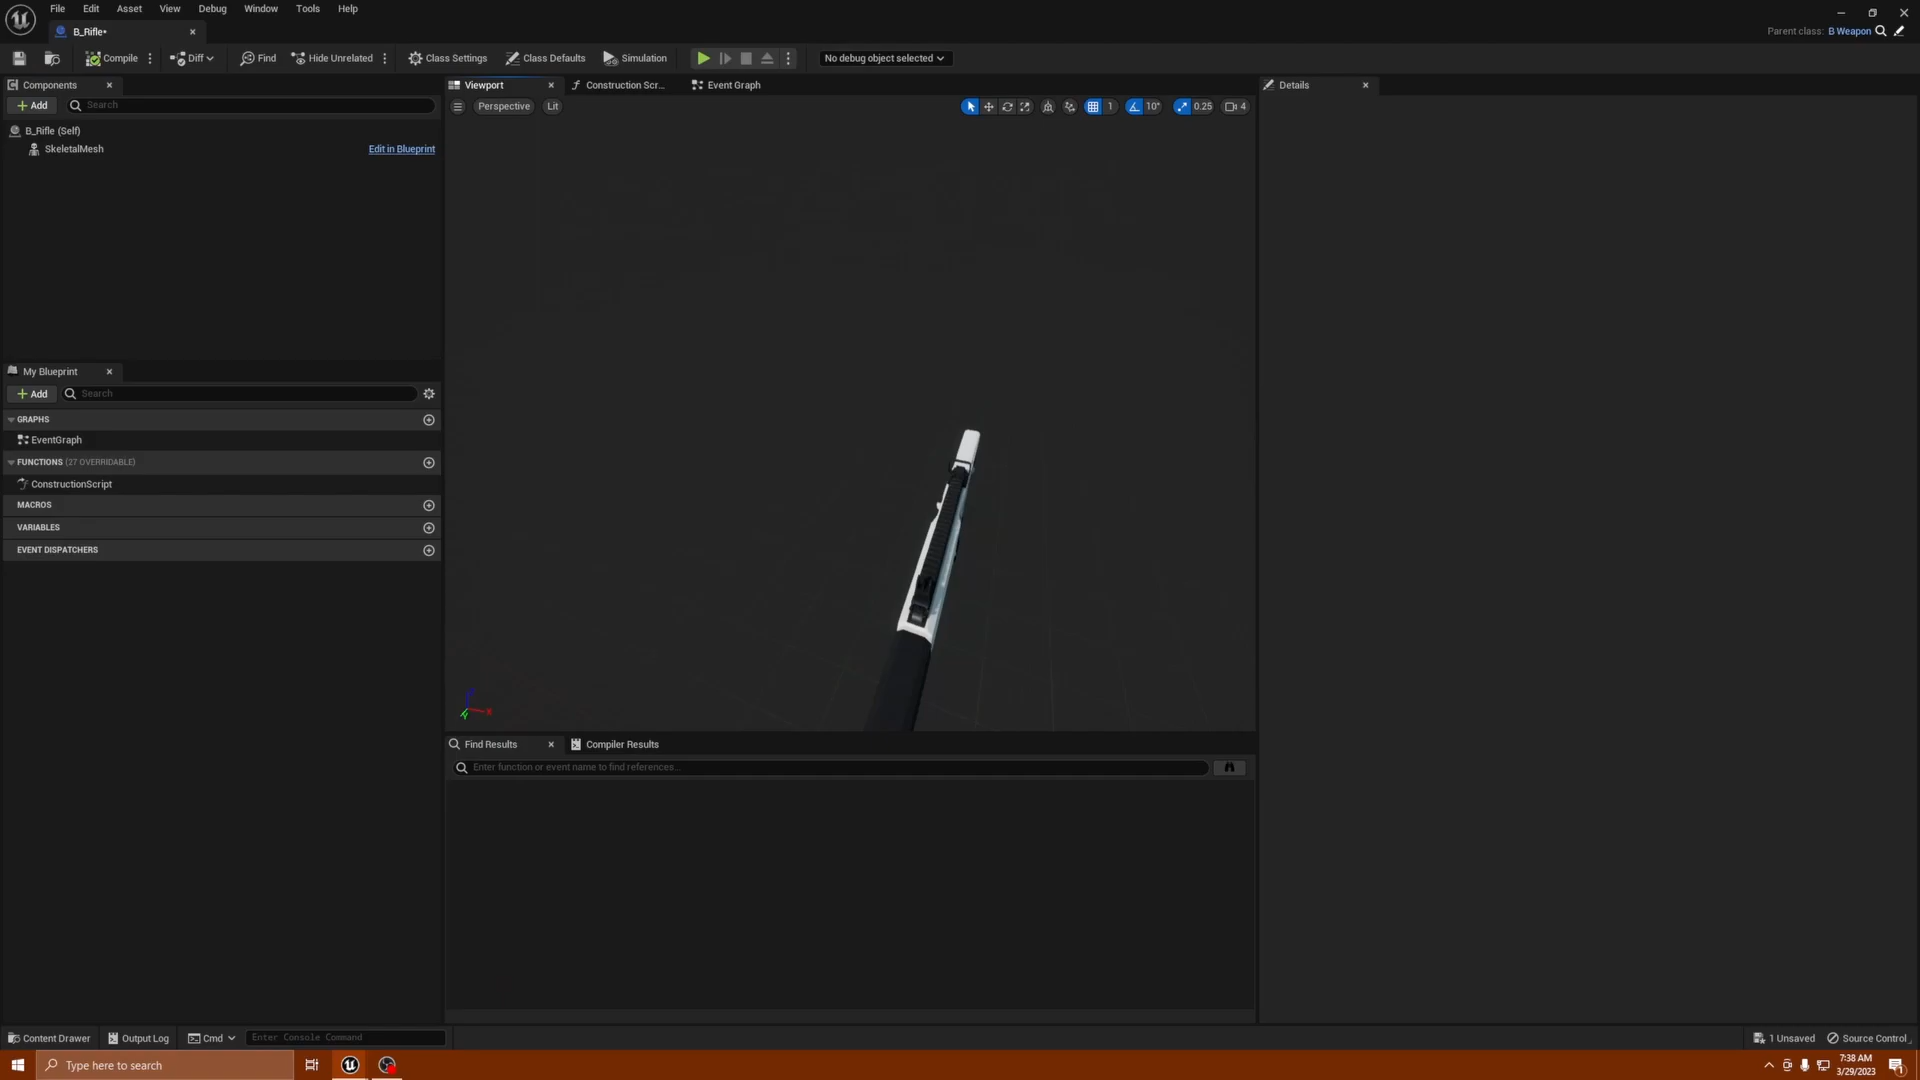 File Edit Asset View Debug Window Tools Help
B_Rifle•
Parent class: B Weapon
Compile Diff Find Hide Unrelated Class Settings Class Defaults Simulation No debug object selected
Components
Add Search
B_Rifle (Self)
SkeletalMesh Edit in Blueprint
My Blueprint
Add Search
GRAPHS
EventGraph
FUNCTIONS (27 OVERRIDABLE)
ConstructionScript
MACROS
VARIABLES
EVENT DISPATCHERS
Viewport Construction Scr... Event Graph
Perspective Lit 1 10° 0.25 4
Z
X
Y
Find Results Compiler Results
Enter function or event name to find references...
Details
Content Drawer Output Log Cmd Enter Console Command 1 Unsaved Source Control
Type here to search
7:38 AM
3/29/2023
1